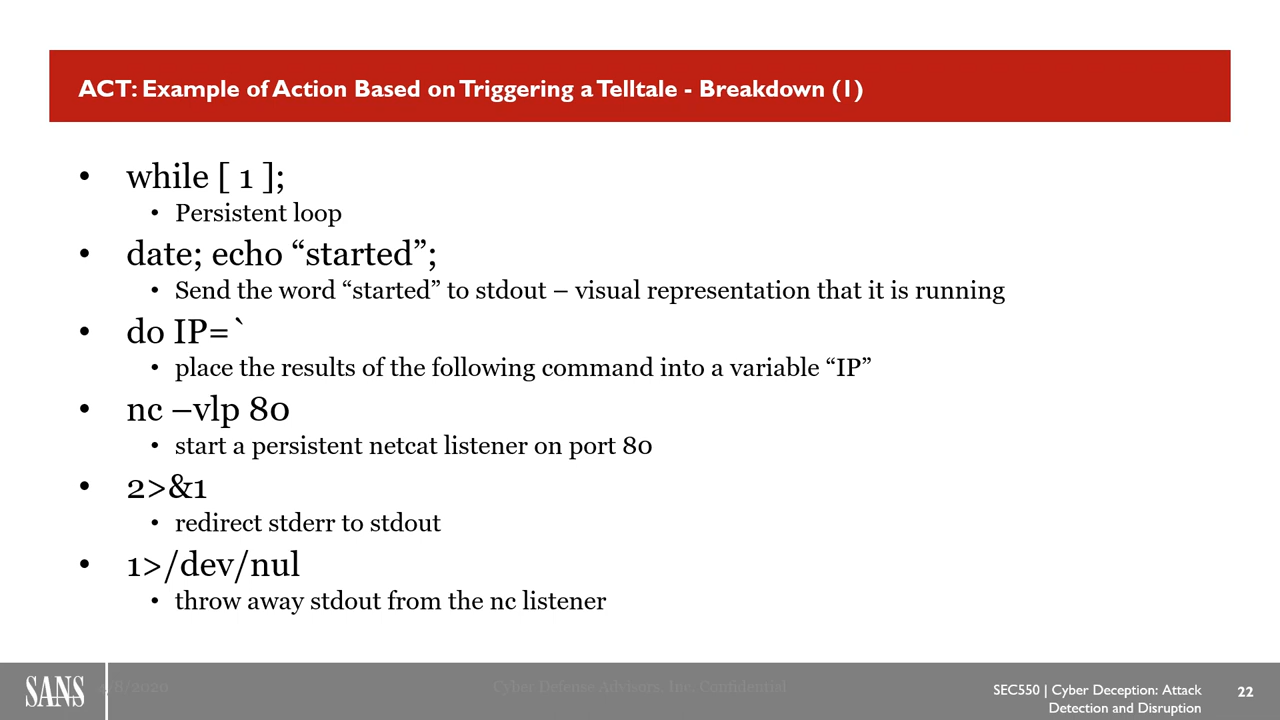 ACT: Example of Action Based on Triggering a Telltale - Breakdown (1)
• while [ 1 ];
• Persistent loop
• date; echo “started”;
• Send the word “started” to stdout – visual representation that it is running
• do IP=`
• place the results of the following command into a variable “IP”
• nc –vlp 80
• start a persistent netcat listener on port 80
• 2>&1
• redirect stderr to stdout
• 1>/dev/nul
• throw away stdout from the nc listener
SANS
/8/2020
Cyber Defense Advisors, Inc. Confidential
SEC550 | Cyber Deception: Attack
Detection and Disruption
22